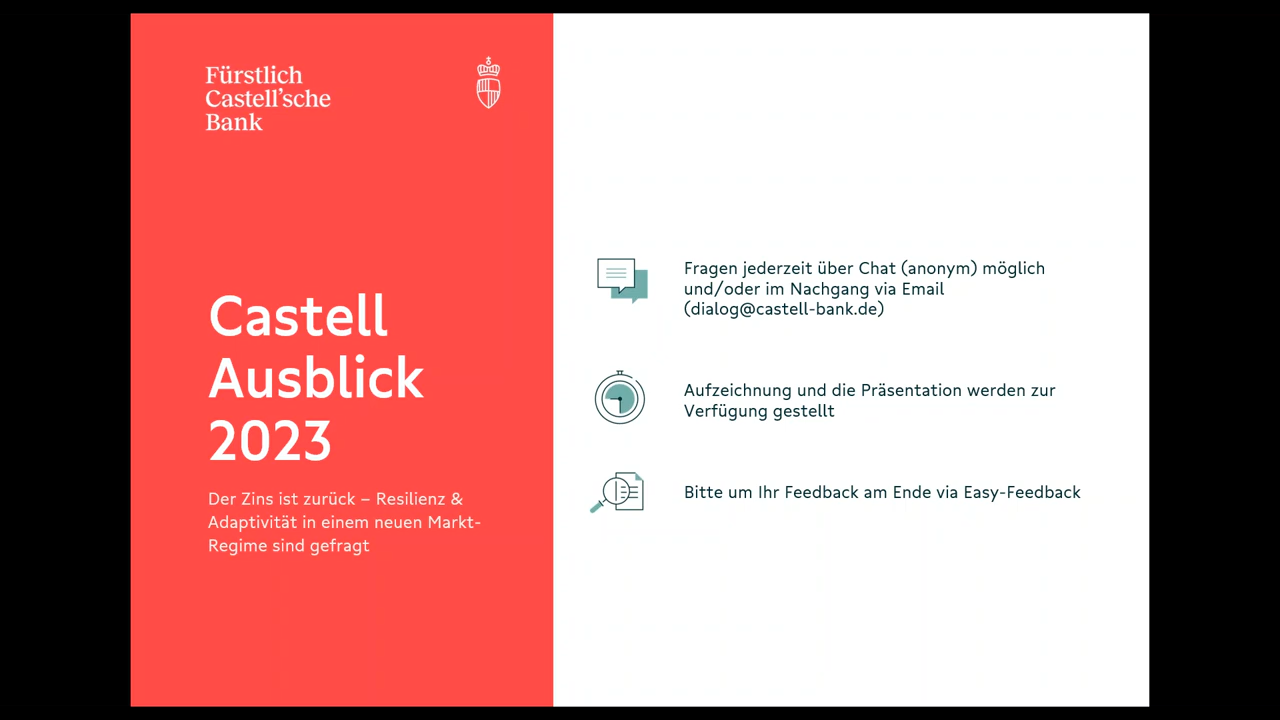 Fürstlich
Castell’sche
Bank
Castell
Ausblick
2023
Der Zins ist zurück – Resilienz &
Adaptivität in einem neuen Markt-
Regime sind gefragt
Fragen jederzeit über Chat (anonym) möglich
und/oder im Nachgang via Email
(dialog@castell-bank.de)
Aufzeichnung und die Präsentation werden zur
Verfügung gestellt
Bitte um Ihr Feedback am Ende via Easy-Feedback